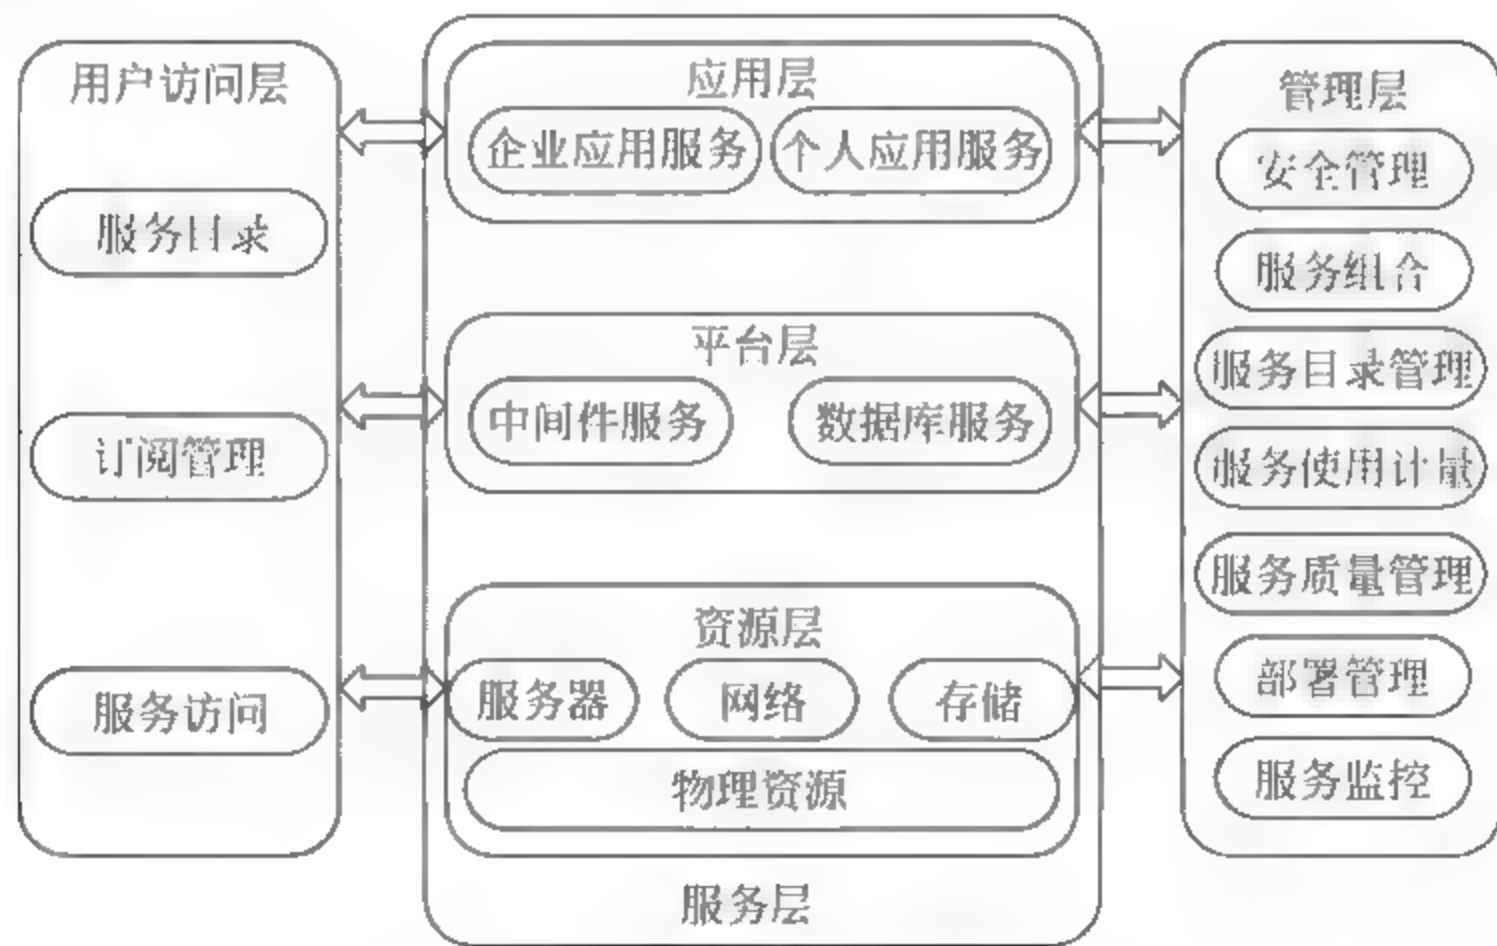 用户访问层
服务目录
订阅管理
服务访问
应用层
企业应用服务
个人应用服务
平台层
中间件服务
数据库服务
资源层
服务器
网络
存储
物理资源
服务层
管理层
安全管理
服务组合
服务目录管理
服务使用计量
服务质量管理
部署管理
服务监控